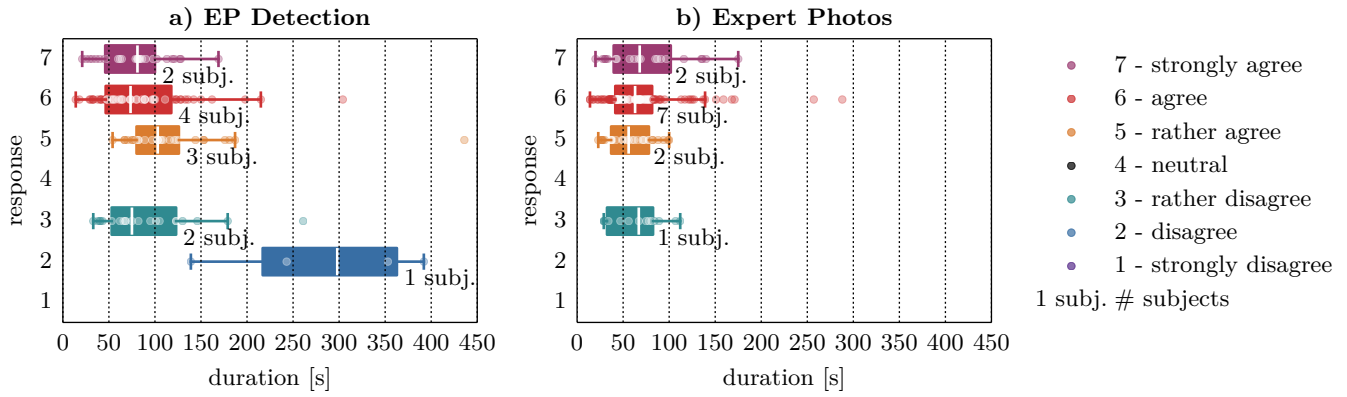 a) EP Detection
response
7
6
5
4
3
2
1
2 subj.
4 subj.
3 subj.
2 subj.
1 subj.
0 50 100 150 200 250 300 350 400 450
duration [s]
b) Expert Photos
response
7
6
5
4
3
2
1
2 subj.
7 subj.
2 subj.
1 subj.
0 50 100 150 200 250 300 350 400 450
duration [s]
7 - strongly agree
6 - agree
5 - rather agree
4 - neutral
3 - rather disagree
2 - disagree
1 - strongly disagree
1 subj. # subjects